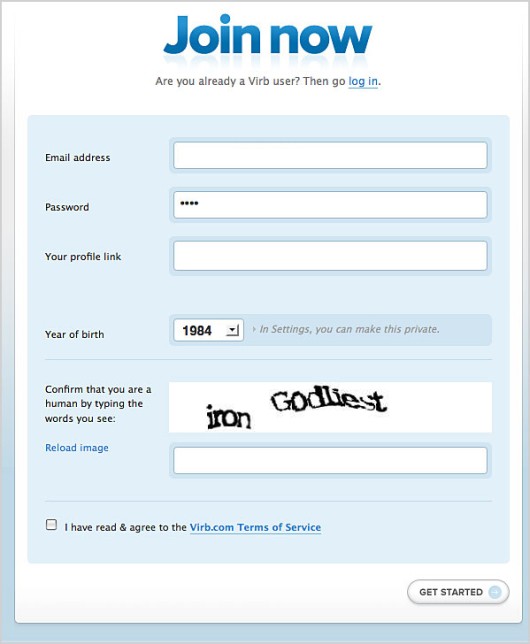 Join now
Are you already a Virb user? Then go log in.
Email address
Password ••••
Your profile link
Year of birth 1984 › In Settings, you can make this private.
Confirm that you are a
human by typing the
words you see:
iron Godliest
Reload image
I have read & agree to the Virb.com Terms of Service
GET STARTED